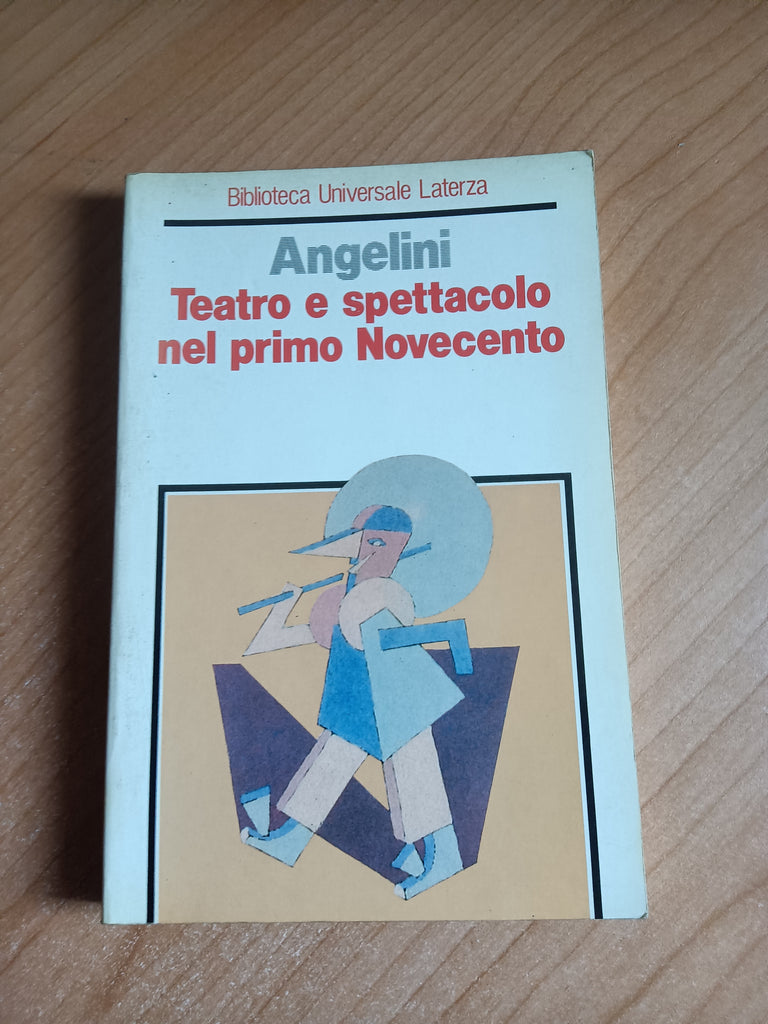 Biblioteca Universale Laterza
Angelini
Teatro e spettacolo
nel primo Novecento